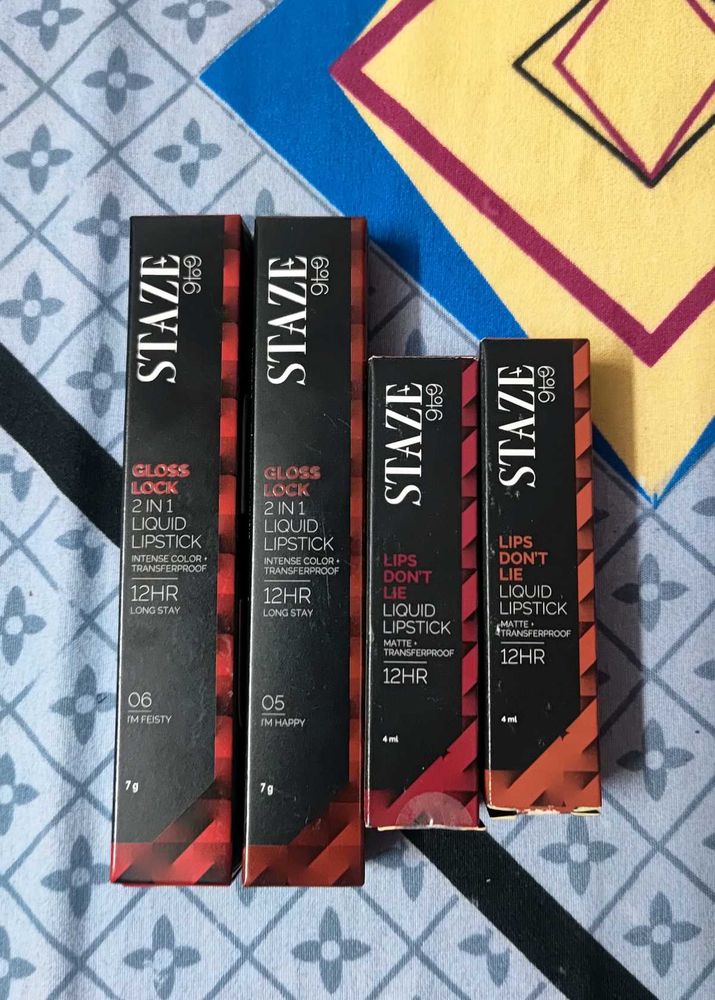 STAZE
9to9
GLOSS
LOCK
2 IN 1
LIQUID
LIPSTICK
INTENSE COLOR +
TRANSFERPROOF
12HR
LONG STAY
06
I'M FEISTY
7 g
STAZE
9to9
GLOSS
LOCK
2 IN 1
LIQUID
LIPSTICK
INTENSE COLOR +
TRANSFERPROOF
12HR
LONG STAY
05
I'M HAPPY
7 g
STAZE
9to9
LIPS
DON'T
LIE
LIQUID
LIPSTICK
MATTE +
TRANSFERPROOF
12HR
4 ml
STAZE
9to9
LIPS
DON'T
LIE
LIQUID
LIPSTICK
MATTE +
TRANSFERPROOF
12HR
4 ml